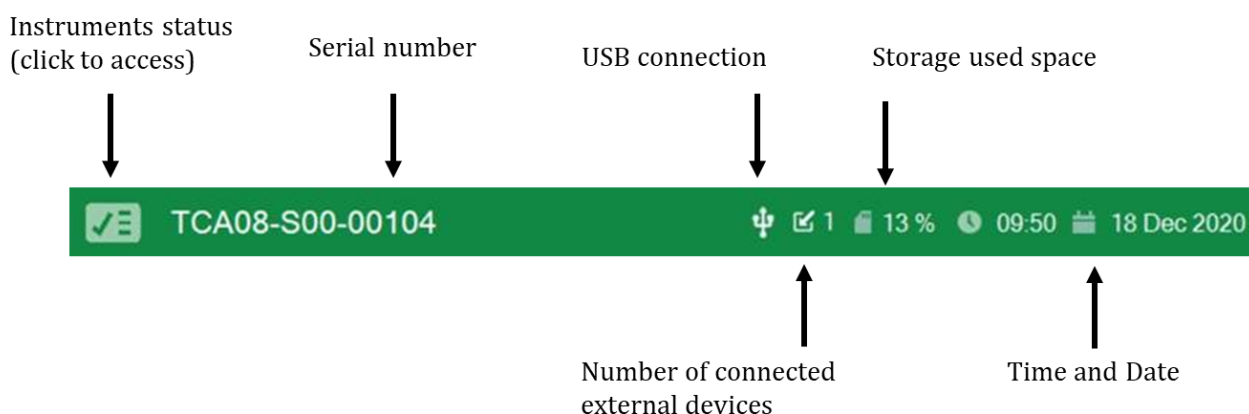 Instruments status
(click to access)
Serial number
USB connection
Storage used space
TCA08-S00-00104
1
13 %
09:50
18 Dec 2020
Number of connected
external devices
Time and Date